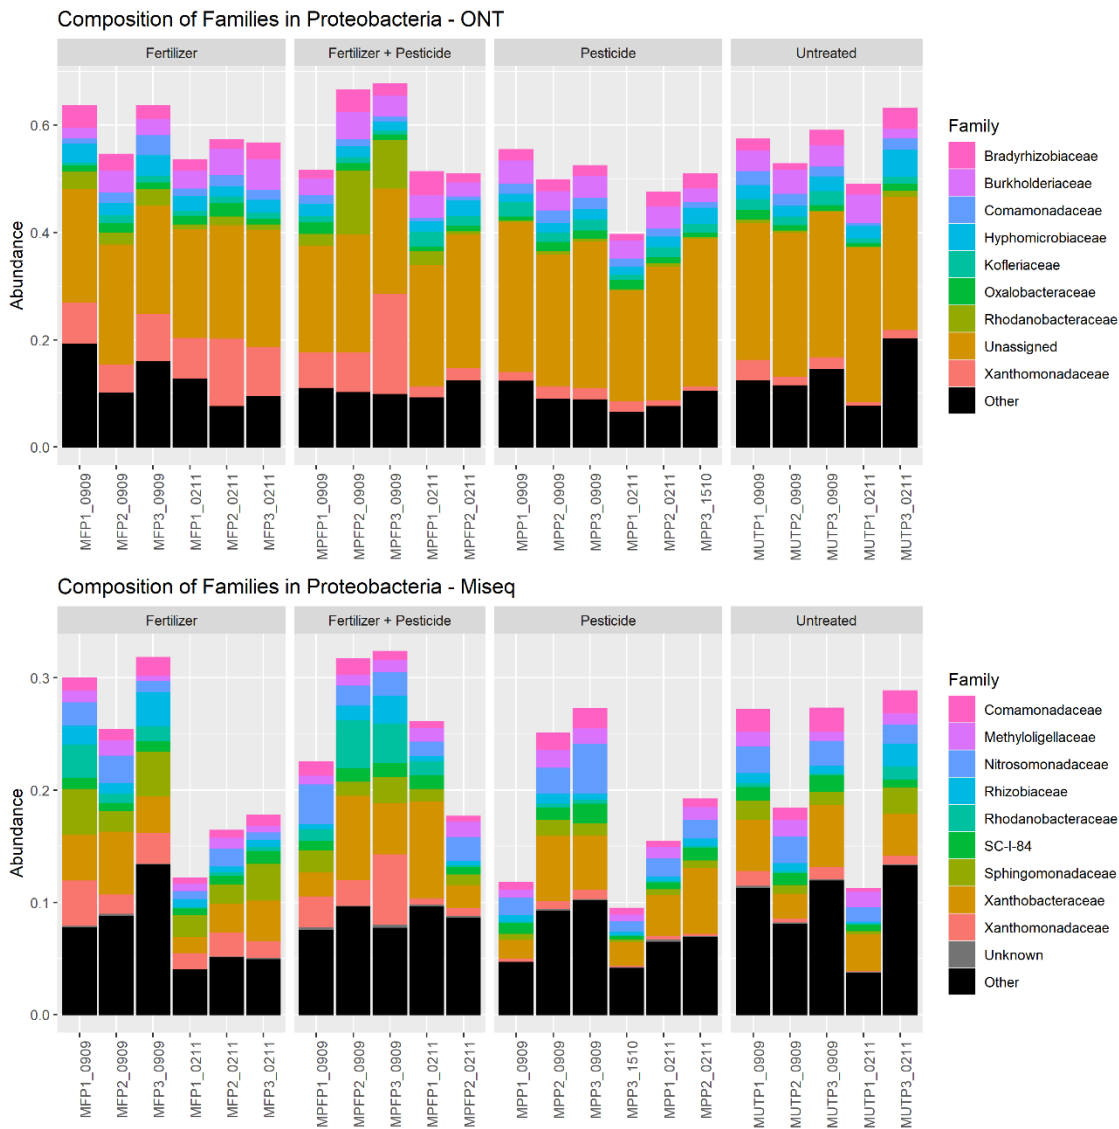 Composition of Families in Proteobacteria - ONT
Fertilizer
Fertilizer + Pesticide
Pesticide
Untreated
Abundance
0.6
0.4
0.2
0.0
MFP1_0909
MFP2_0909
MFP3_0909
MFP1_0211
MFP2_0211
MFP3_0211
MPFP1_0909
MPFP2_0909
MPFP3_0909
MPFP1_0211
MPFP2_0211
MPP1_0909
MPP2_0909
MPP3_0909
MPP1_0211
MPP2_0211
MPP3_1510
MUTP1_0909
MUTP2_0909
MUTP3_0909
MUTP1_0211
MUTP3_0211
Family
Bradyrhizobiaceae
Burkholderiaceae
Comamonadaceae
Hyphomicrobiaceae
Kofleriaceae
Oxalobacteraceae
Rhodanobacteraceae
Unassigned
Xanthomonadaceae
Other
Composition of Families in Proteobacteria - Miseq
Fertilizer
Fertilizer + Pesticide
Pesticide
Untreated
Abundance
0.3
0.2
0.1
0.0
MFP1_0909
MFP2_0909
MFP3_0909
MFP1_0211
MFP2_0211
MFP3_0211
MPFP1_0909
MPFP2_0909
MPFP3_0909
MPFP1_0211
MPFP2_0211
MPP1_0909
MPP2_0909
MPP3_0909
MPP3_1510
MPP1_0211
MPP2_0211
MUTP1_0909
MUTP2_0909
MUTP3_0909
MUTP1_0211
MUTP3_0211
Family
Comamonadaceae
Methyloligellaceae
Nitrosomonadaceae
Rhizobiaceae
Rhodanobacteraceae
SC-I-84
Sphingomonadaceae
Xanthobacteraceae
Xanthomonadaceae
Unknown
Other